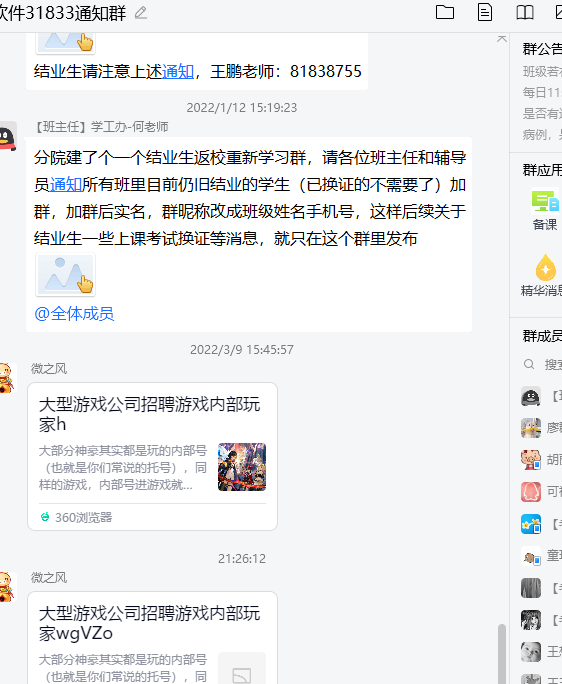 软件31833通知群
结业生请注意上述通知，王鹏老师：81838755
2022/1/12 15:19:23
【班主任】学工办-何老师
分院建了个一个结业生返校重新学习群，请各位班主任和辅导
员通知所有班里目前仍旧结业的学生（已换证的不需要了）加
群，加群后实名，群昵称改成班级姓名手机号，这样后续关于
结业生一些上课考试换证等消息，就只在这个群里发布
@全体成员
2022/3/9 15:45:57
微之风
大型游戏公司招聘游戏内部玩
家h
大部分神豪其实都是玩的内部号
（也就是你们常说的托号），同
样的游戏，内部号进游戏就...
360浏览器
21:26:12
微之风
大型游戏公司招聘游戏内部玩
家wgVZo
大部分神豪其实都是玩的内部号
（也就是你们常说的托号），同
群公告
班级若在
每日11
是否有
病例，
群应用
备课
精华消息
群成员
搜索
【
廖
胡
可
【
童
【
【
王
王